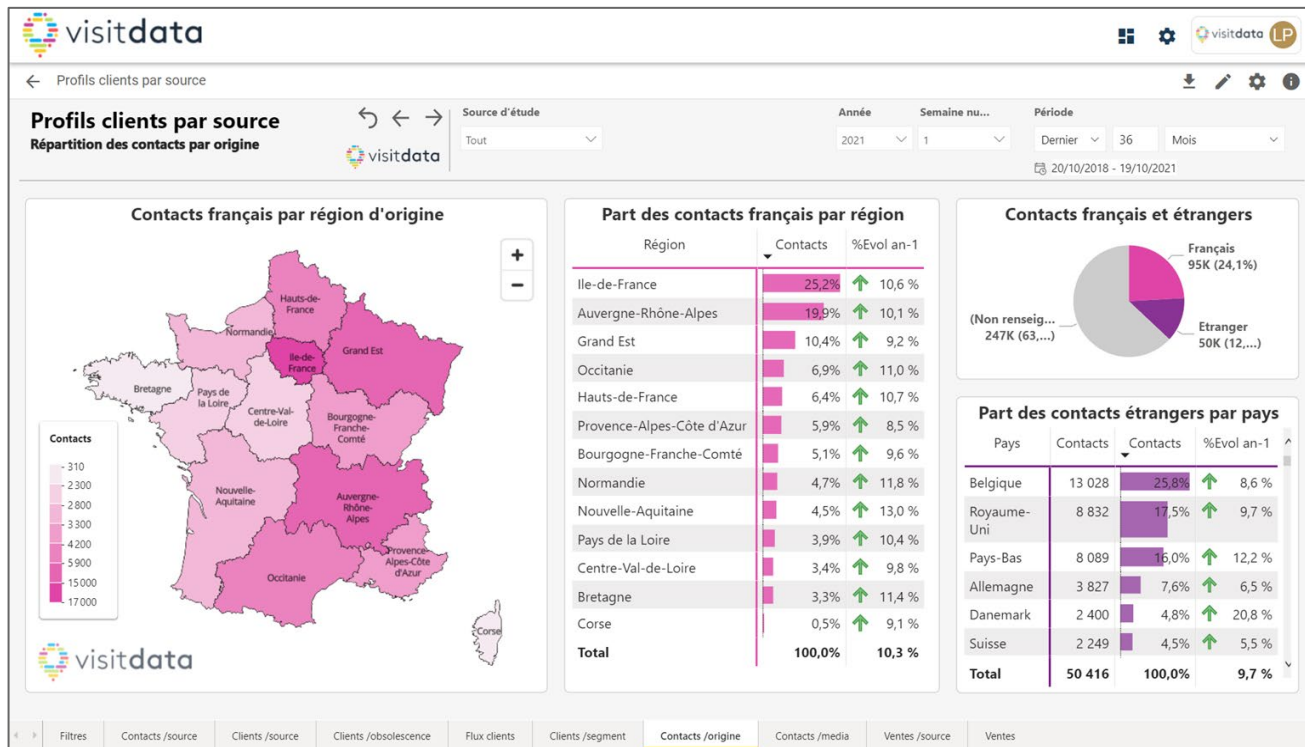 visitdata
visitdata LP
Profils clients par source
Profils clients par source
Répartition des contacts par origine
visitdata
Source d'étude
Tout
Année
2021
Semaine nu...
1
Période
Dernier 36 Mois
20/10/2018 - 19/10/2021
Contacts français par région d'origine
+
−
Hauts-de-
France
Normandie
Ile-de-
France
Grand Est
Bretagne
Pays de
la Loire
Centre-Val-
de-Loire
Bourgogne-
Franche-
Comté
Nouvelle-
Aquitaine
Auvergne-
Rhône-
Alpes
Occitanie
Provence-
Alpes-Côte
d'Azur
Corse
Contacts
310
2300
2800
3300
4200
5900
15000
17000
visitdata
Part des contacts français par région
Région Contacts %Evol an-1
Ile-de-France 25,2% 10,6 %
Auvergne-Rhône-Alpes 19,9% 10,1 %
Grand Est 10,4% 9,2 %
Occitanie 6,9% 11,0 %
Hauts-de-France 6,4% 10,7 %
Provence-Alpes-Côte d'Azur 5,9% 8,5 %
Bourgogne-Franche-Comté 5,1% 9,6 %
Normandie 4,7% 11,8 %
Nouvelle-Aquitaine 4,5% 13,0 %
Pays de la Loire 3,9% 10,4 %
Centre-Val-de-Loire 3,4% 9,8 %
Bretagne 3,3% 11,4 %
Corse 0,5% 9,1 %
Total 100,0% 10,3 %
Contacts français et étrangers
Français
95K (24,1%)
(Non renseig...
247K (63,...)
Etranger
50K (12,...)
Part des contacts étrangers par pays
Pays Contacts Contacts %Evol an-1
Belgique 13 028 25,8% 8,6 %
Royaume- 8 832 17,5% 9,7 %
Uni
Pays-Bas 8 089 16,0% 12,2 %
Allemagne 3 827 7,6% 6,5 %
Danemark 2 400 4,8% 20,8 %
Suisse 2 249 4,5% 5,5 %
Total 50 416 100,0% 9,7 %
Filtres Contacts /source Clients /source Clients /obsolescence Flux clients Clients /segment Contacts /origine Contacts /media Ventes /source Ventes